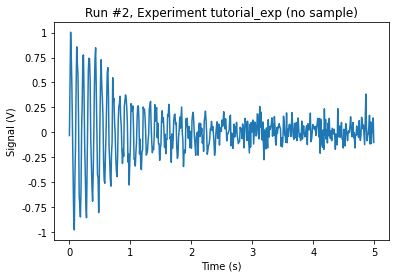 Run #2, Experiment tutorial_exp (no sample)
1
0.75
0.5
0.25
0
-0.25
-0.5
-0.75
-1
Signal (V)
0 1 2 3 4 5
Time (s)